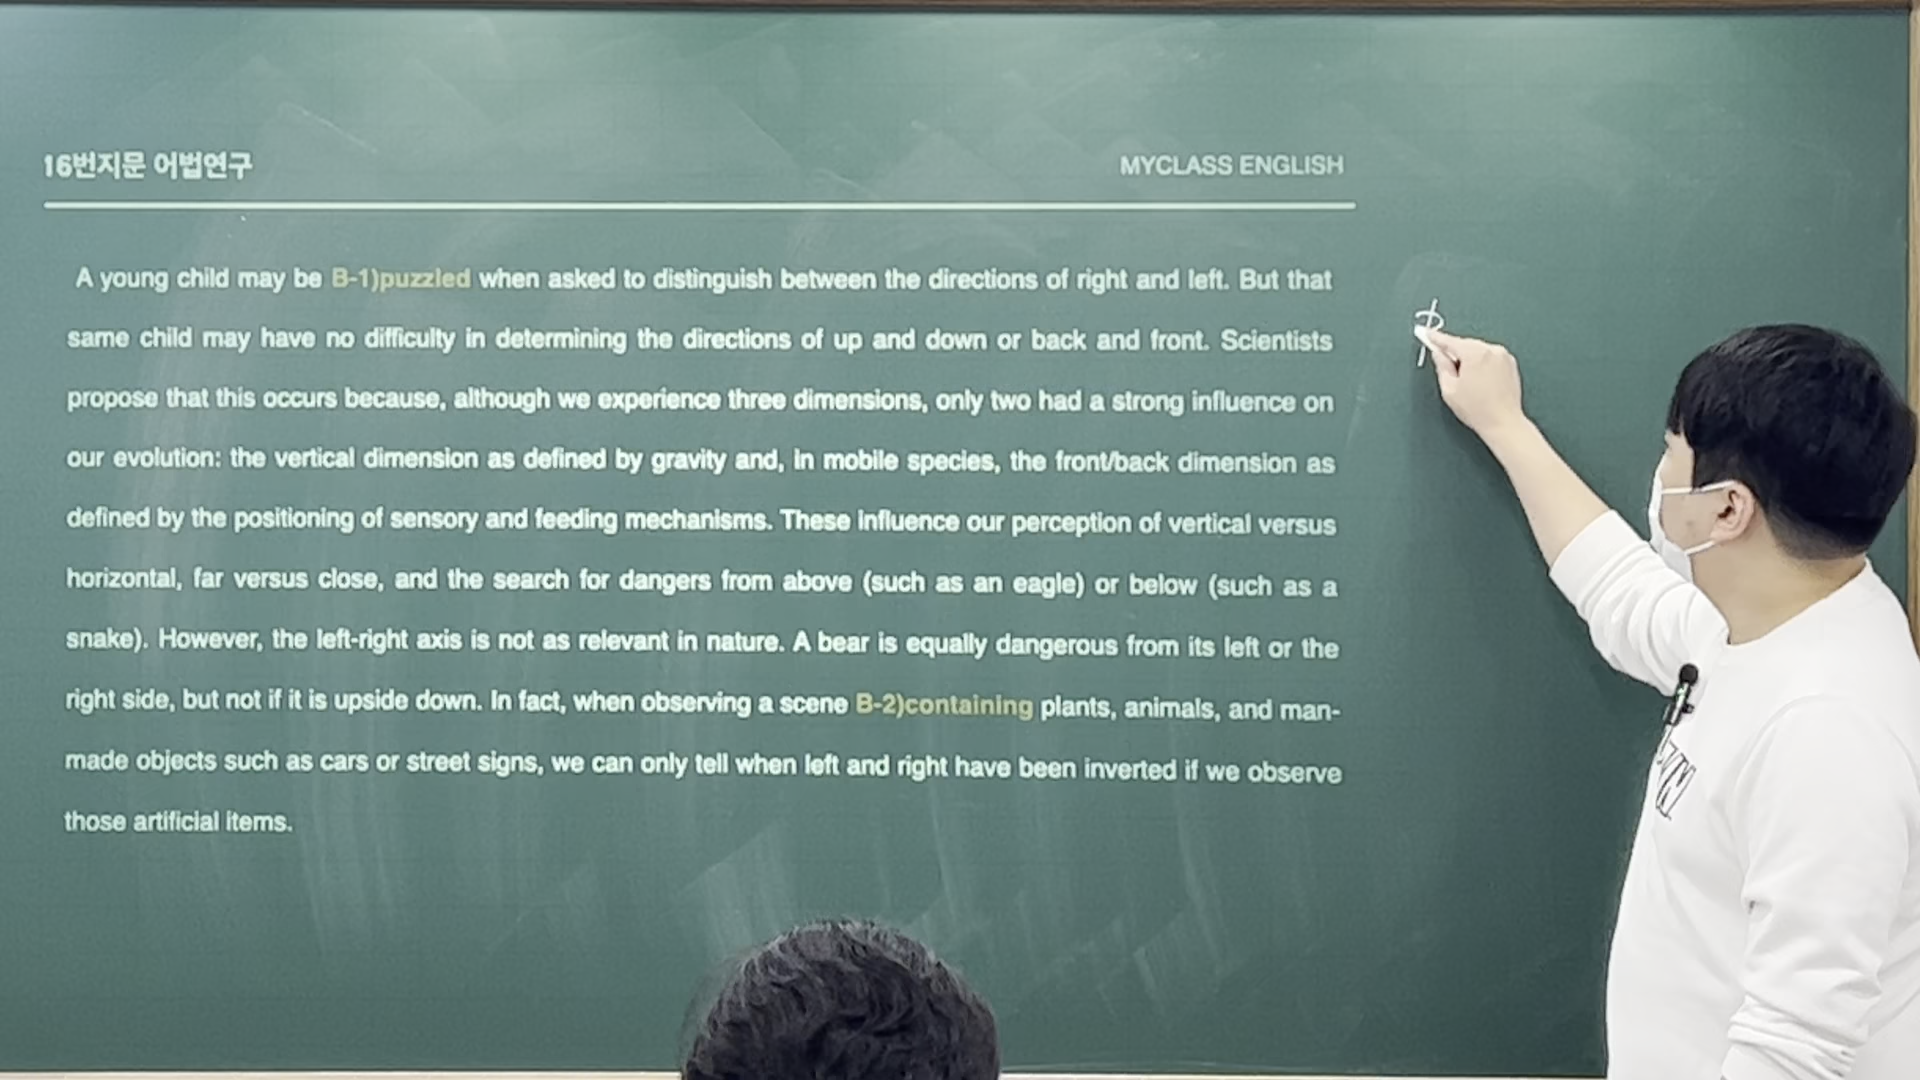 16번지문 어법연구
MYCLASS ENGLISH
A young child may be B-1)puzzled when asked to distinguish between the directions of right and left. But that
same child may have no difficulty in determining the directions of up and down or back and front. Scientists
propose that this occurs because, although we experience three dimensions, only two had a strong influence on
our evolution: the vertical dimension as defined by gravity and, in mobile species, the front/back dimension as
defined by the positioning of sensory and feeding mechanisms. These influence our perception of vertical versus
horizontal, far versus close, and the search for dangers from above (such as an eagle) or below (such as a
snake). However, the left-right axis is not as relevant in nature. A bear is equally dangerous from its left or the
right side, but not if it is upside down. In fact, when observing a scene B-2)containing plants, animals, and man-
made objects such as cars or street signs, we can only tell when left and right have been inverted if we observe
those artificial items.